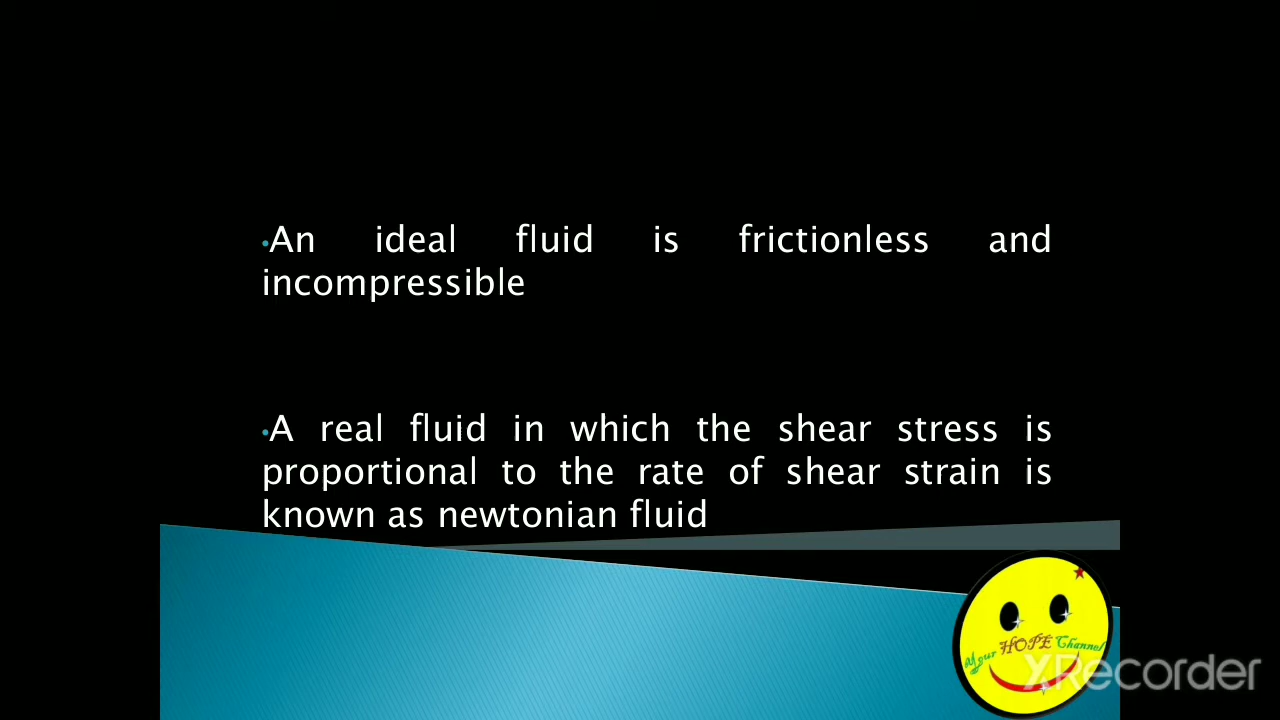 •An ideal fluid is frictionless and
incompressible
•A real fluid in which the shear stress is
proportional to the rate of shear strain is
known as newtonian fluid
Your HOPE Channel
XRecorder